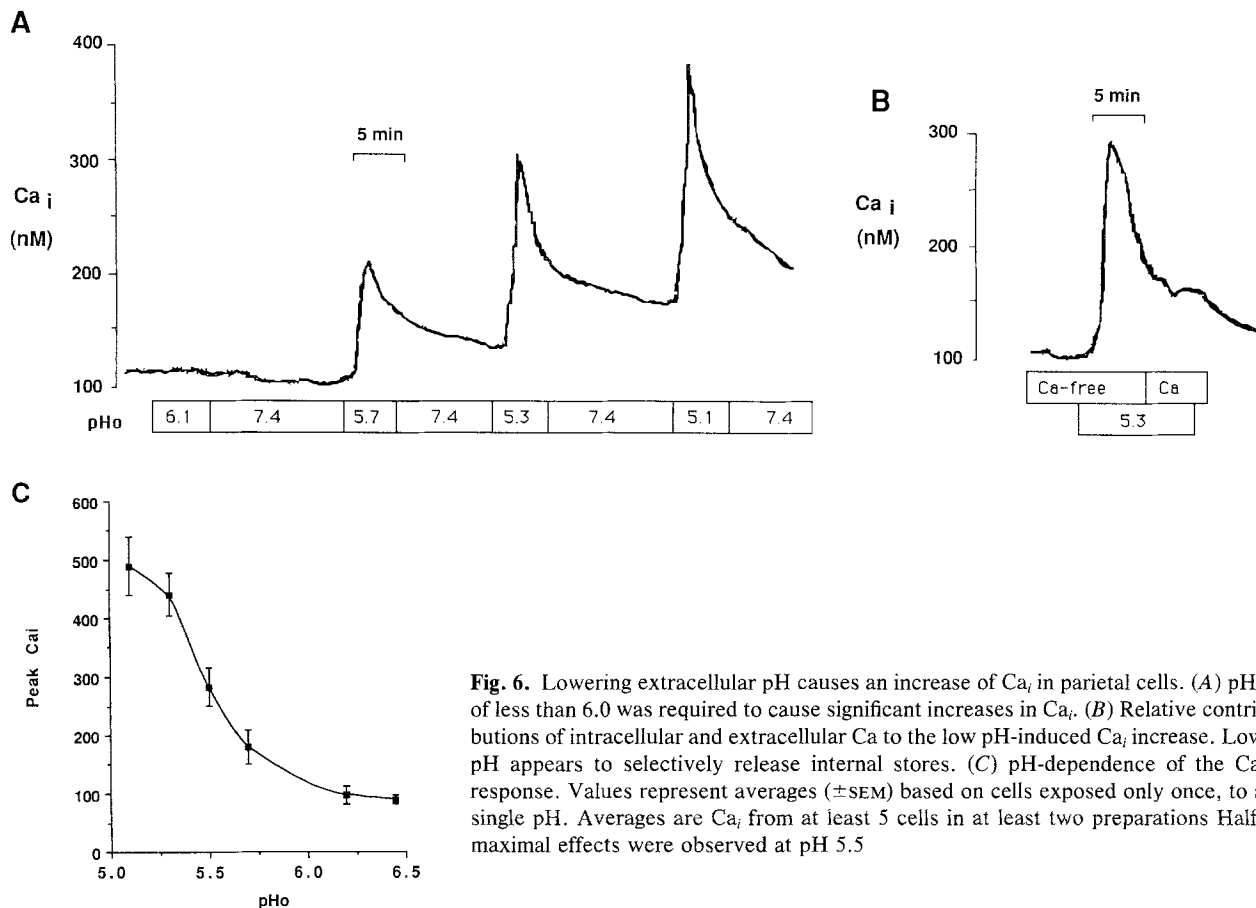 A
400
300
200
100
Ca i
(nM)
5 min
pHo
6.1
7.4
5.7
7.4
5.3
7.4
5.1
7.4
B
5 min
300
200
100
Ca i
(nM)
Ca-free
Ca
5.3
C
600
500
400
300
200
100
0
Peak Cai
5.0
5.5
6.0
6.5
pHo
Fig. 6. Lowering extracellular pH causes an increase of Cai in parietal cells. (A) pH
of less than 6.0 was required to cause significant increases in Cai. (B) Relative contri
butions of intracellular and extracellular Ca to the low pH-induced Cai increase. Low
pH appears to selectively release internal stores. (C) pH-dependence of the Ca
response. Values represent averages (±SEM) based on cells exposed only once, to
single pH. Averages are Cai from at least 5 cells in at least two preparations Half
maximal effects were observed at pH 5.5